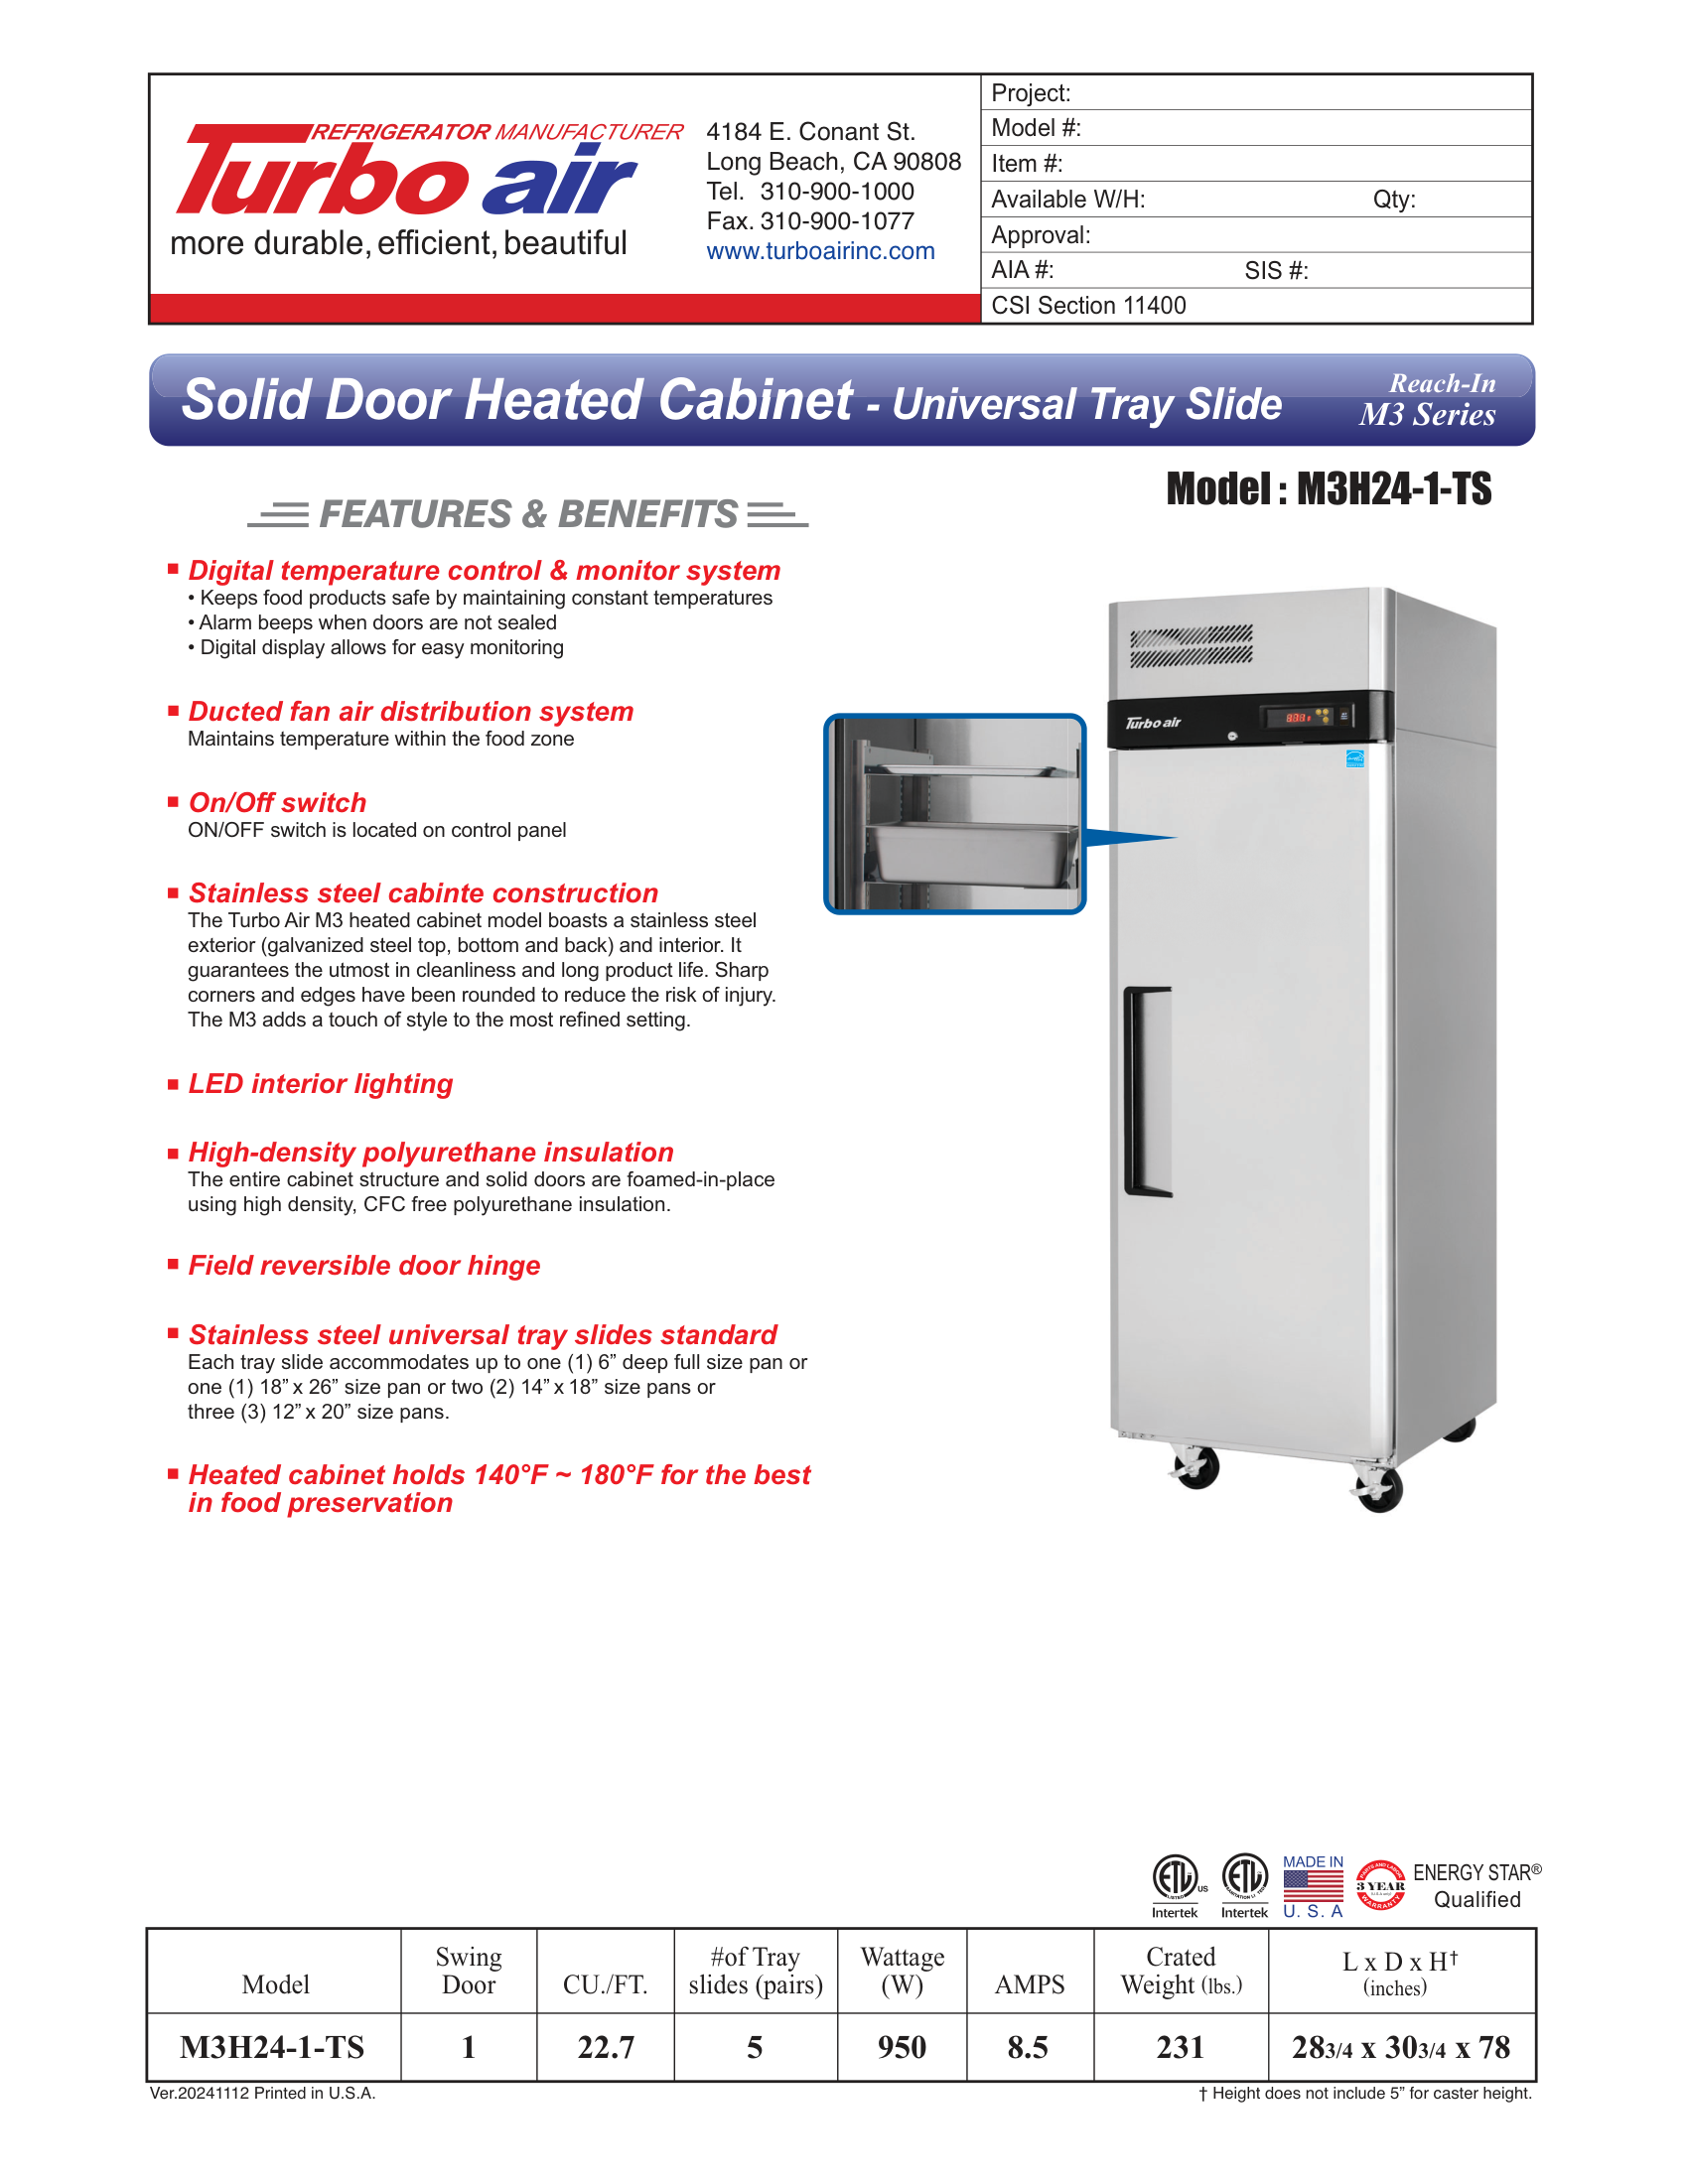 REFRIGERATOR MANUFACTURER
Turbo air
more durable, efficient, beautiful
4184 E. Conant St.
Long Beach, CA 90808
Tel. 310-900-1000
Fax. 310-900-1077
www.turboairinc.com
Project:
Model #:
Item #:
Available W/H: Qty:
Approval:
AIA #: SIS #:
CSI Section 11400
Solid Door Heated Cabinet - Universal Tray Slide
Reach-In
M3 Series
Model : M3H24-1-TS
FEATURES & BENEFITS
Digital temperature control & monitor system
• Keeps food products safe by maintaining constant temperatures
• Alarm beeps when doors are not sealed
• Digital display allows for easy monitoring
Ducted fan air distribution system
Maintains temperature within the food zone
On/Off switch
ON/OFF switch is located on control panel
Stainless steel cabinte construction
The Turbo Air M3 heated cabinet model boasts a stainless steel
exterior (galvanized steel top, bottom and back) and interior. It
guarantees the utmost in cleanliness and long product life. Sharp
corners and edges have been rounded to reduce the risk of injury.
The M3 adds a touch of style to the most refined setting.
LED interior lighting
High-density polyurethane insulation
The entire cabinet structure and solid doors are foamed-in-place
using high density, CFC free polyurethane insulation.
Field reversible door hinge
Stainless steel universal tray slides standard
Each tray slide accommodates up to one (1) 6” deep full size pan or
one (1) 18” x 26” size pan or two (2) 14” x 18” size pans or
three (3) 12” x 20” size pans.
Heated cabinet holds 140°F ~ 180°F for the best
in food preservation
Turbo air
ETL
LISTED
US
Intertek
ETL
Intertek
MADE IN
U. S. A
PARTS AND LABOR
3 YEAR
WARRANTY
ENERGY STAR®
Qualified
Model
Swing
Door
CU./FT.
#of Tray
slides (pairs)
Wattage
(W)
AMPS
Crated
Weight (lbs.)
L x D x H†
(inches)
M3H24-1-TS 1 22.7 5 950 8.5 231 283/4 x 303/4 x 78
Ver.20241112 Printed in U.S.A.
† Height does not include 5” for caster height.